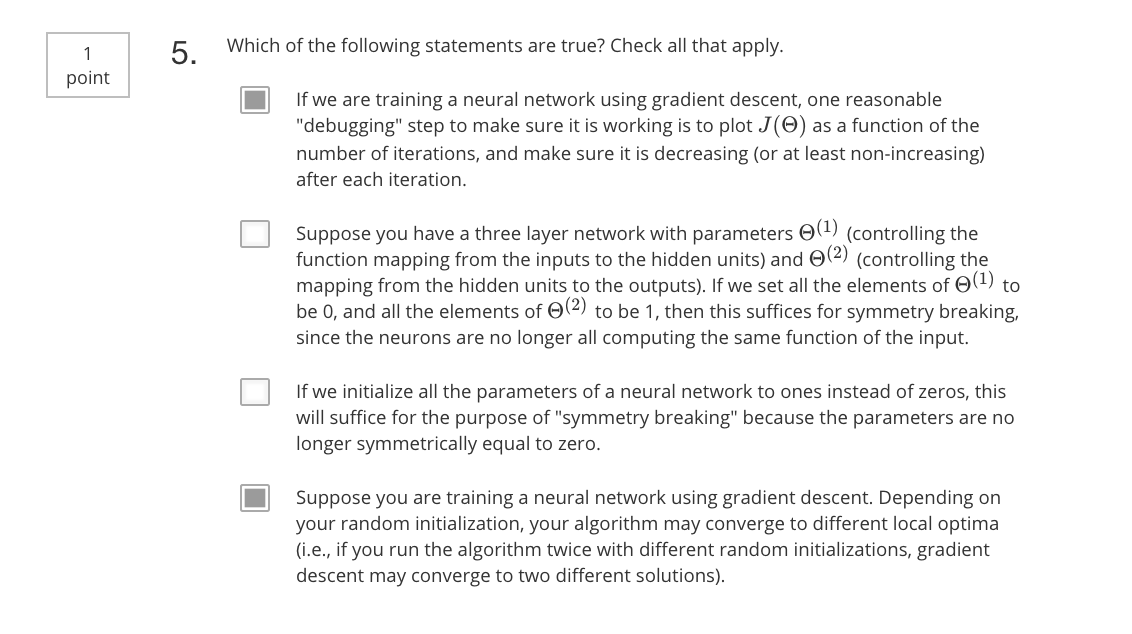 1
point
5.
Which of the following statements are true? Check all that apply.
If we are training a neural network using gradient descent, one reasonable
"debugging" step to make sure it is working is to plot J(Θ) as a function of the
number of iterations, and make sure it is decreasing (or at least non-increasing)
after each iteration.
Suppose you have a three layer network with parameters Θ⁽¹⁾ (controlling the
function mapping from the inputs to the hidden units) and Θ⁽²⁾ (controlling the
mapping from the hidden units to the outputs). If we set all the elements of Θ⁽¹⁾ to
be 0, and all the elements of Θ⁽²⁾ to be 1, then this suffices for symmetry breaking,
since the neurons are no longer all computing the same function of the input.
If we initialize all the parameters of a neural network to ones instead of zeros, this
will suffice for the purpose of "symmetry breaking" because the parameters are no
longer symmetrically equal to zero.
Suppose you are training a neural network using gradient descent. Depending on
your random initialization, your algorithm may converge to different local optima
(i.e., if you run the algorithm twice with different random initializations, gradient
descent may converge to two different solutions).